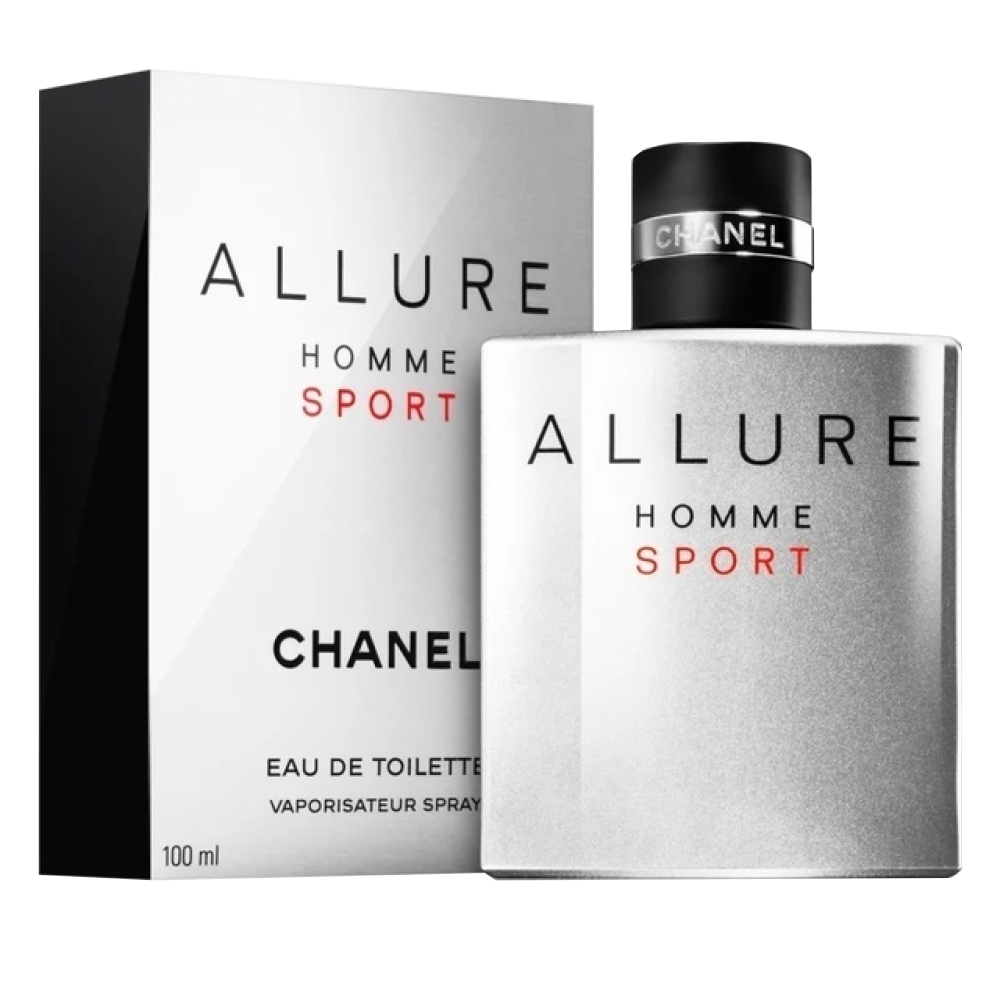 ALLURE
HOMME
SPORT
CHANEL
EAU DE TOILETTE
VAPORISATEUR SPRAY
100 ml
CHANEL
ALLURE
HOMME
SPORT